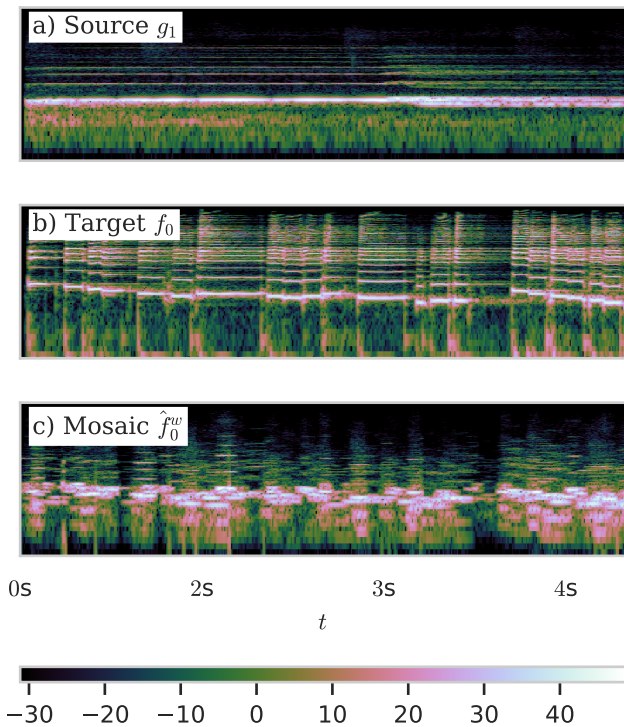 a) Source g₁
b) Target f₀
c) Mosaic f̂₀ʷ
0s 2s 3s 4s
t
−30 −20 −10 0 10 20 30 40